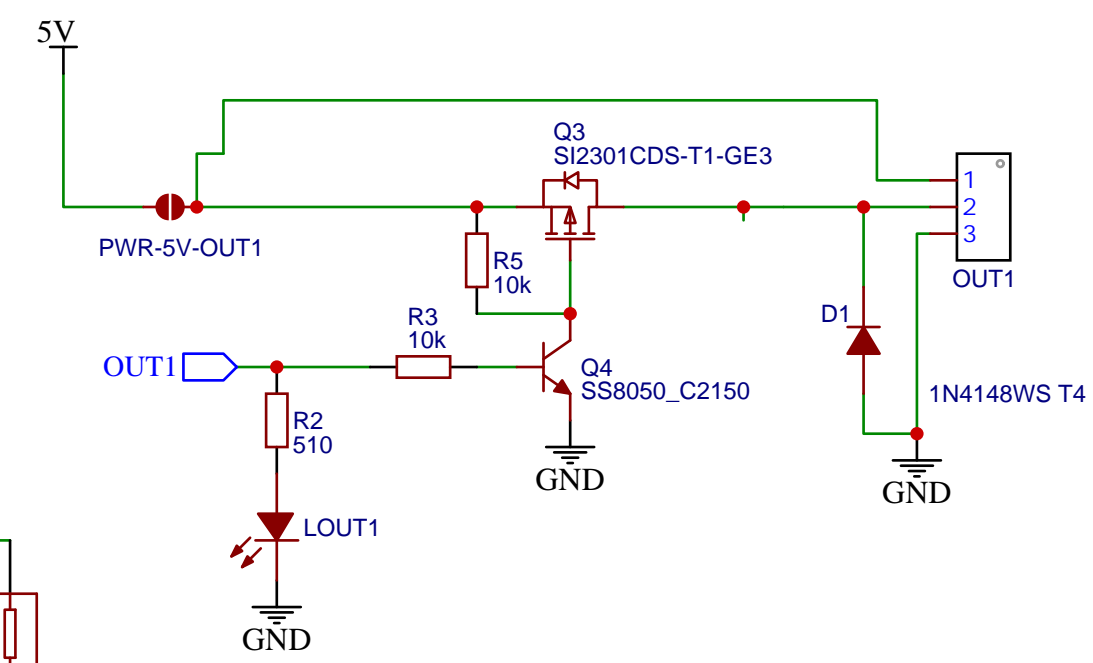 5V
Q3
SI2301CDS-T1-GE3
1
2
3
PWR-5V-OUT1
R5
10k
OUT1
R3
10k
D1
OUT1
Q4
SS8050_C2150
1N4148WS T4
R2
510
GND
GND
LOUT1
GND